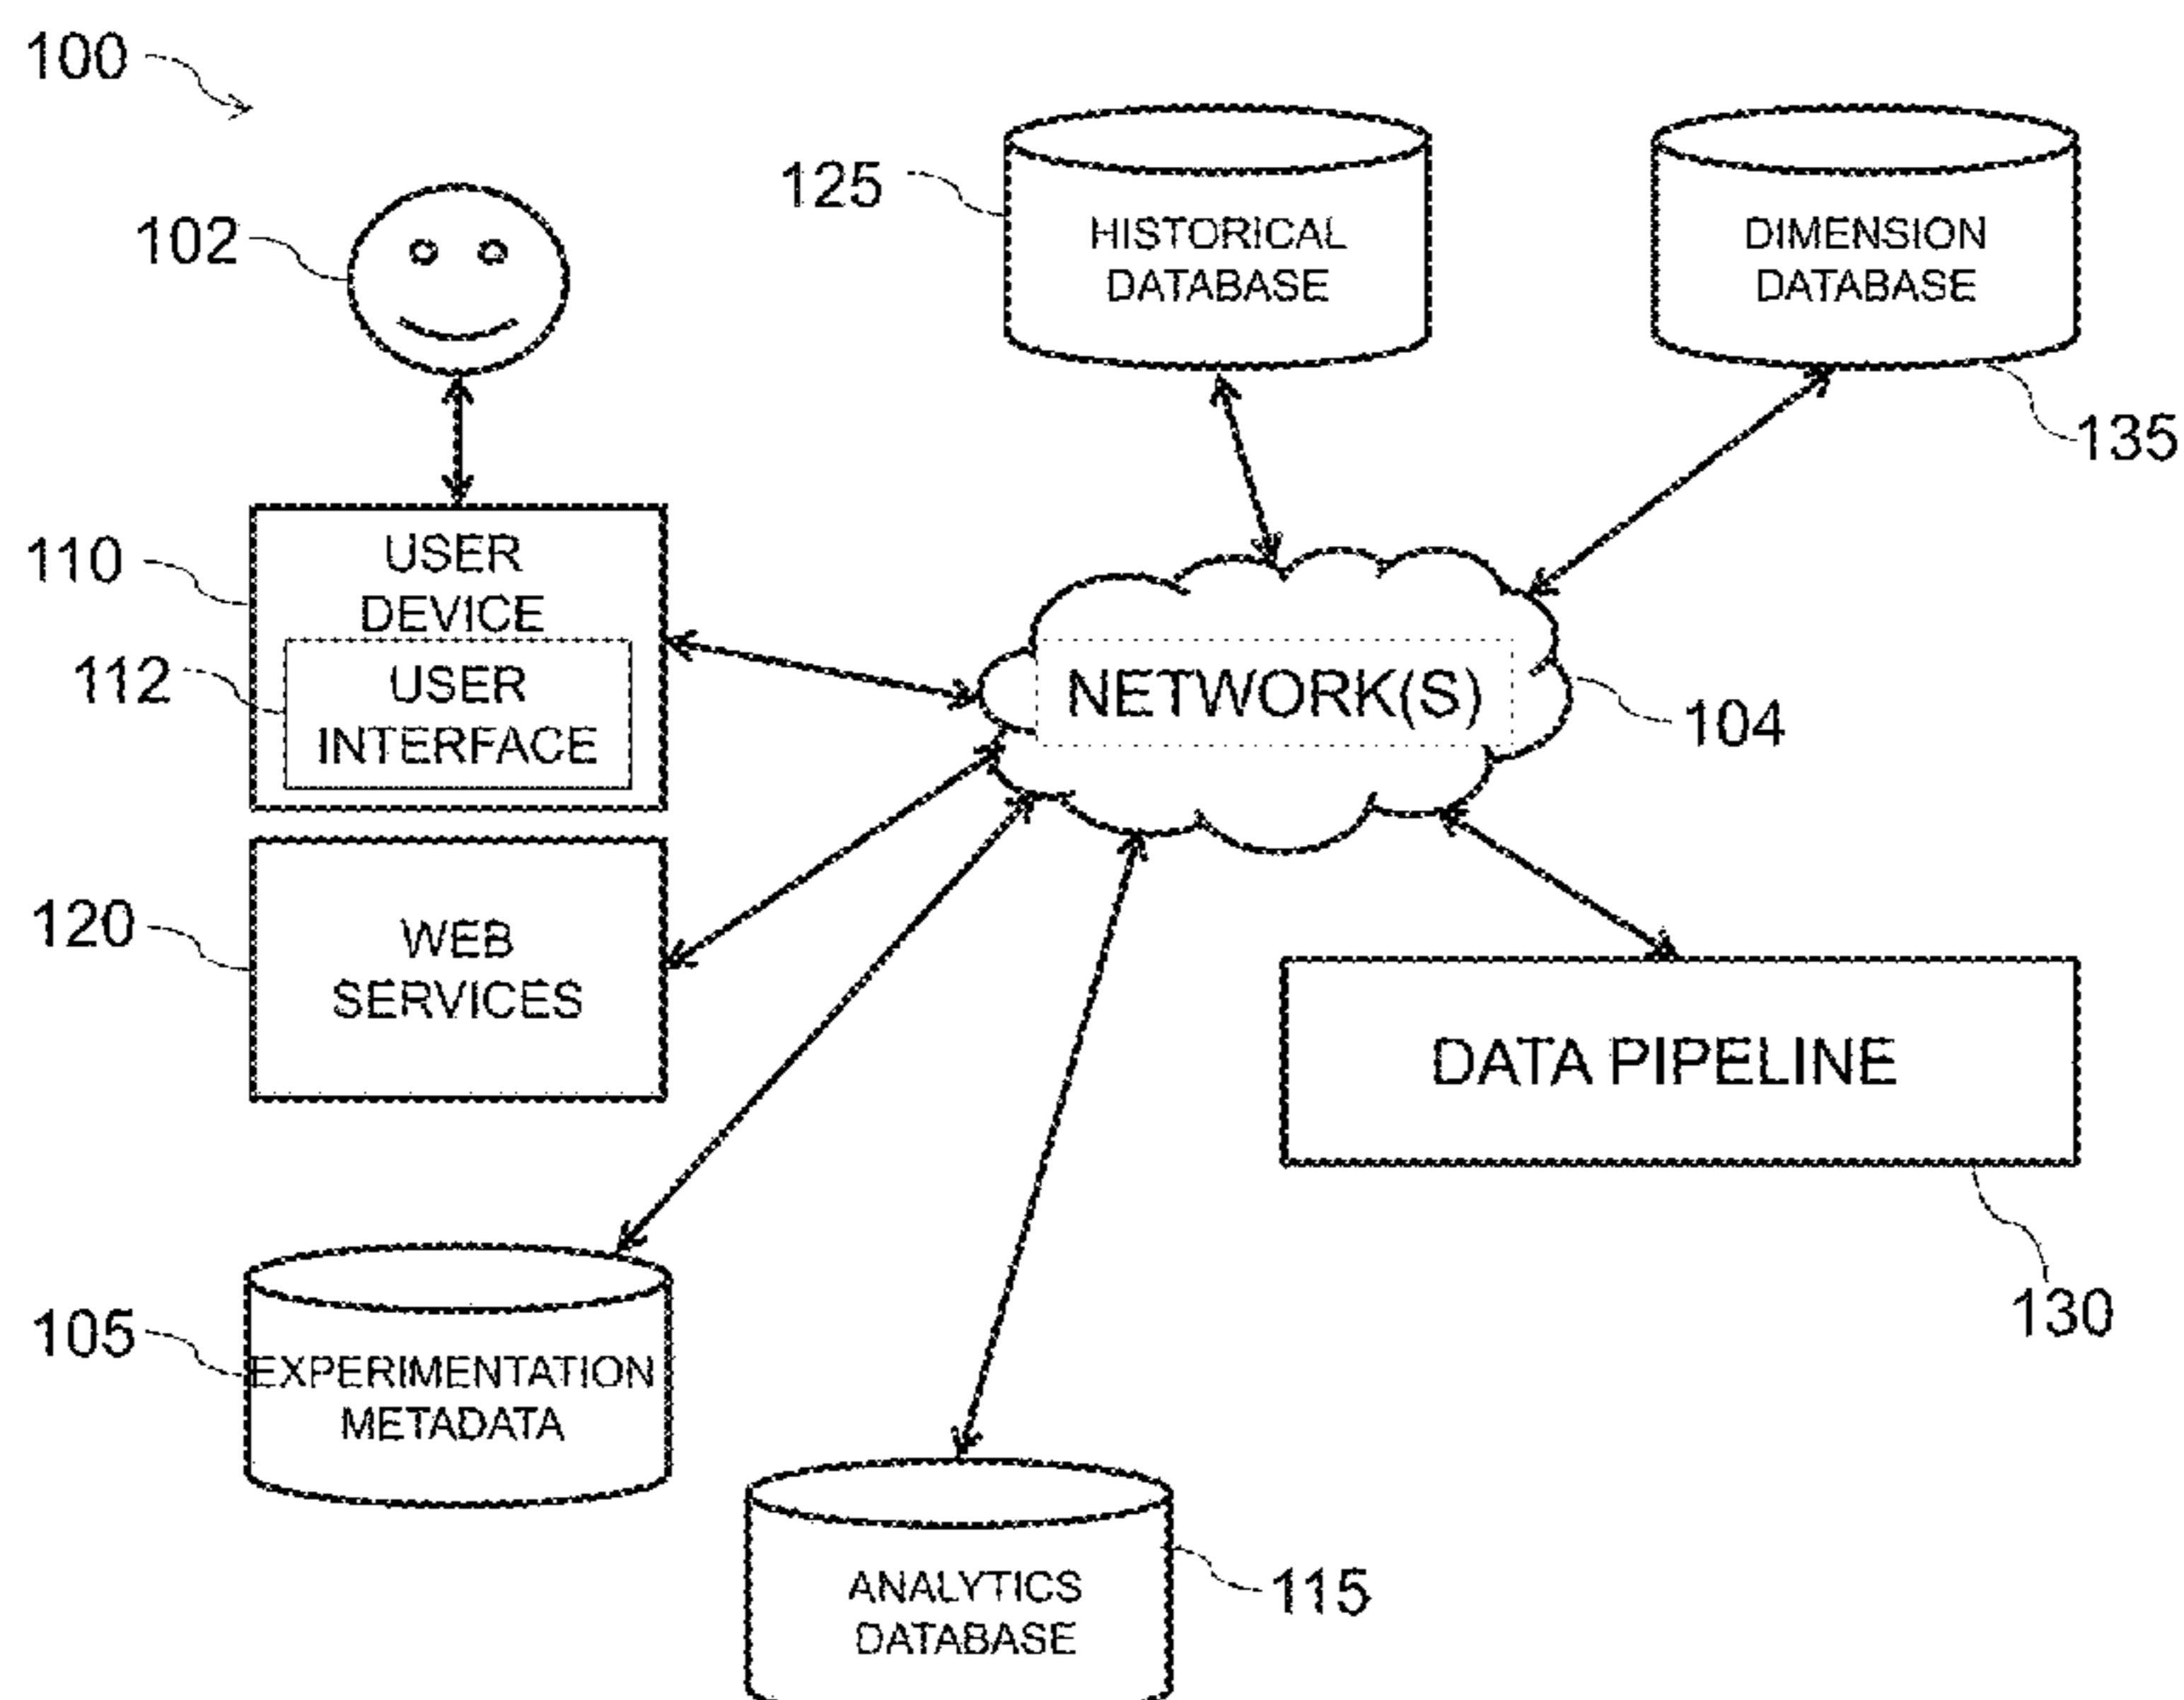 100
102
125
HISTORICAL
DATABASE
DIMENSION
DATABASE
135
110
USER
DEVICE
112
USER
INTERFACE
NETWORK(S)
104
120
WEB
SERVICES
DATA PIPELINE
130
105
EXPERIMENTATION
METADATA
ANALYTICS
DATABASE
115